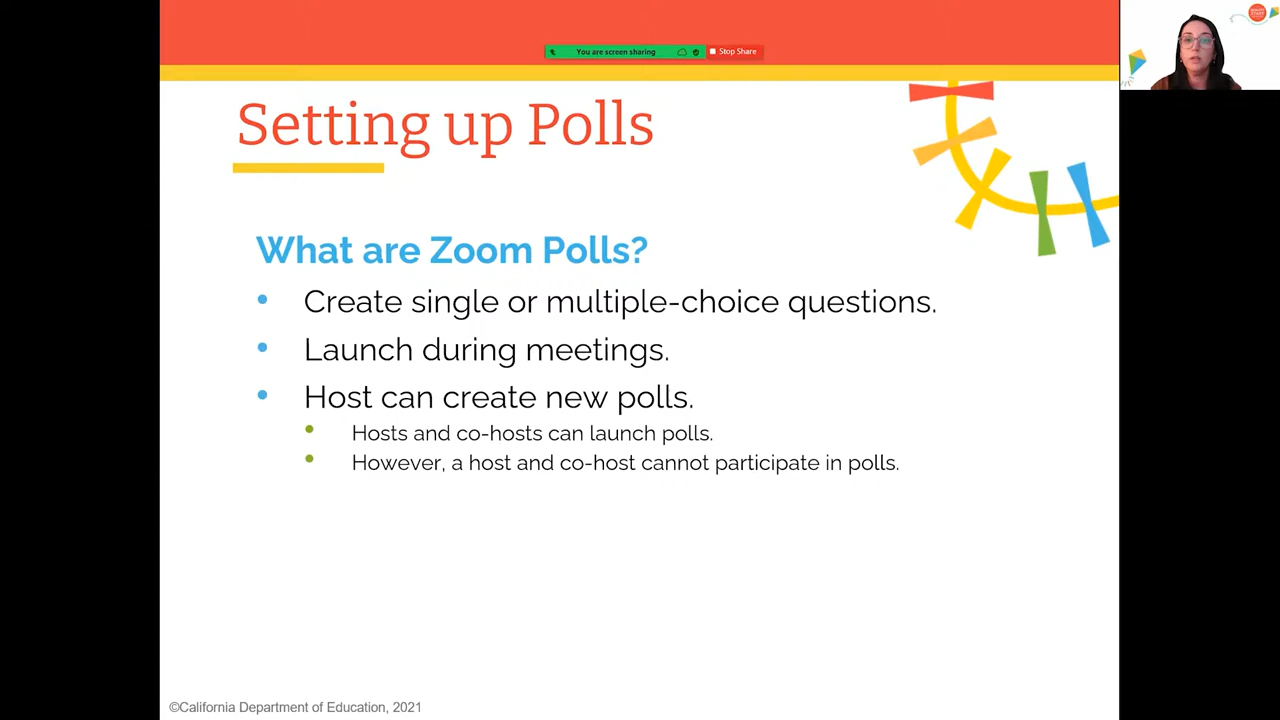 You are screen sharing
Stop Share
Setting up Polls
What are Zoom Polls?
• Create single or multiple-choice questions.
• Launch during meetings.
• Host can create new polls.
• Hosts and co-hosts can launch polls.
• However, a host and co-host cannot participate in polls.
©California Department of Education, 2021